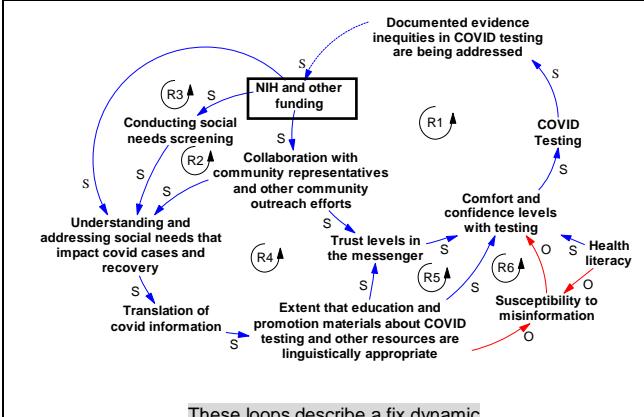 Documented evidence
inequities in COVID testing
are being addressed
S
NIH and other
funding
R3
S
Conducting social
needs screening
S
R1
COVID
Testing
S
R2
S
S
Collaboration with
community representatives
and other community
outreach efforts
S
S
S
Comfort and
confidence levels
with testing
Understanding and
addressing social needs that
impact covid cases and
recovery
S
Trust levels in
the messenger
S
S
Health
literacy
R4
R5
R6
O
O
S
S
S
Translation of
covid information
S
Extent that education and
promotion materials about COVID
testing and other resources are
linguistically appropriate
Susceptibility to
misinformation
O
These loops describe a fix dynamic